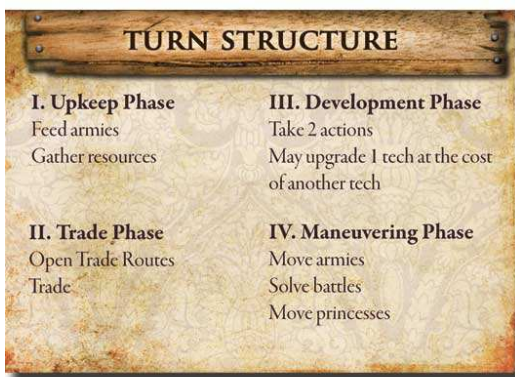 TURN STRUCTURE
I. Upkeep Phase
Feed armies
Gather resources
II. Trade Phase
Open Trade Routes
Trade
III. Development Phase
Take 2 actions
May upgrade 1 tech at the cost
of another tech
IV. Maneuvering Phase
Move armies
Solve battles
Move princesses